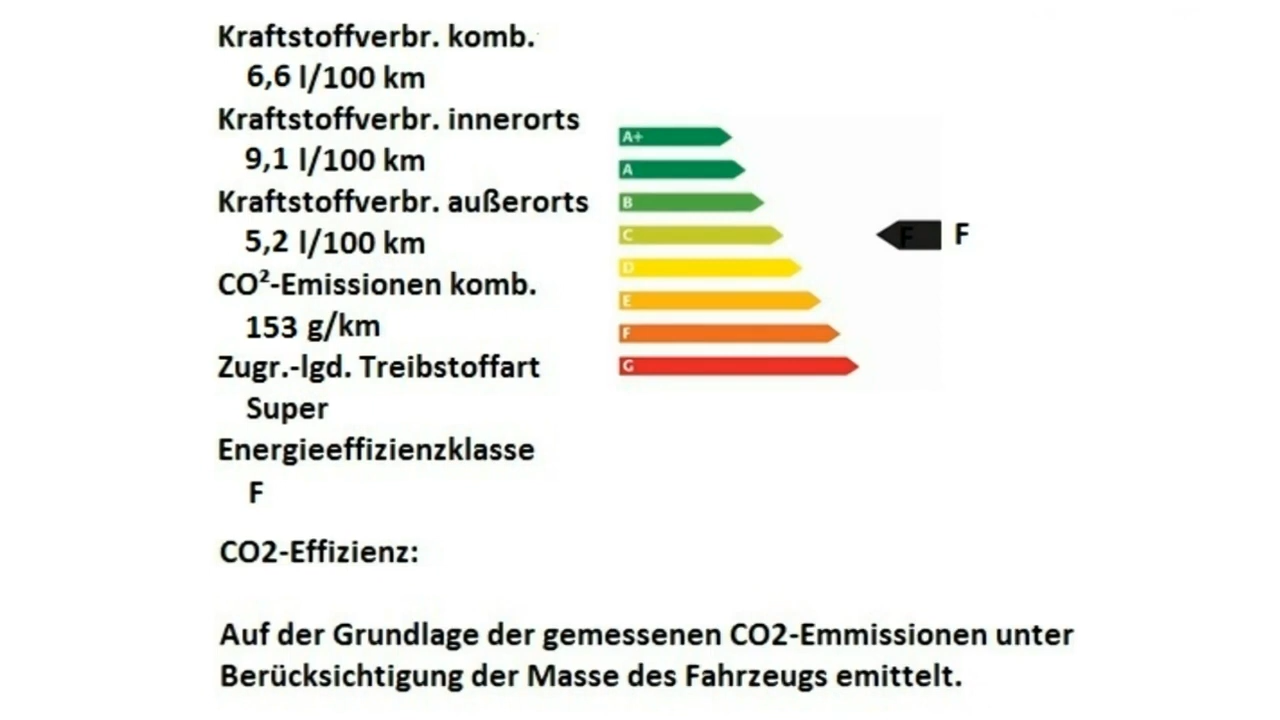 Kraftstoffverbr. komb.
6,6 l/100 km
Kraftstoffverbr. innerorts
9,1 l/100 km
Kraftstoffverbr. außerorts
5,2 l/100 km
CO²-Emissionen komb.
153 g/km
Zugr.-lgd. Treibstoffart
Super
Energieeffizienzklasse
F
A+
A
B
C
D
E
F
G
F F
CO2-Effizienz:
Auf der Grundlage der gemessenen CO2-Emmissionen unter
Berücksichtigung der Masse des Fahrzeugs emittelt.